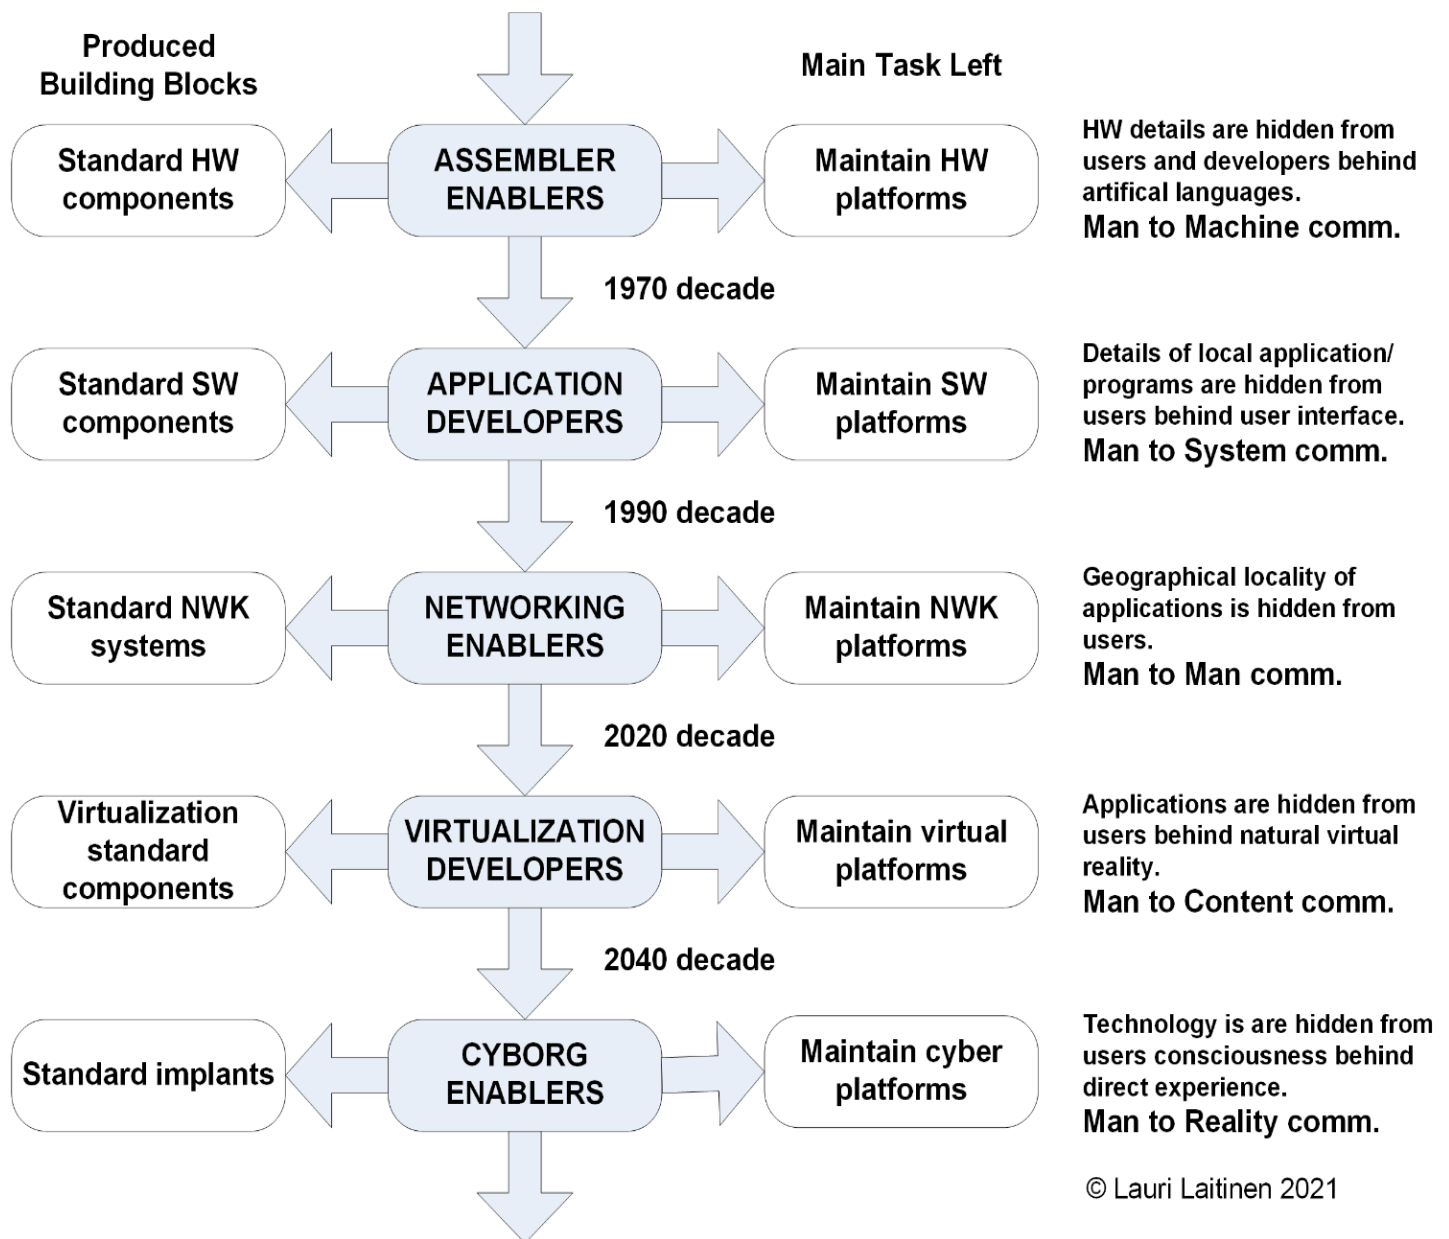 Produced
Building Blocks
Main Task Left
Standard HW
components
ASSEMBLER
ENABLERS
Maintain HW
platforms
HW details are hidden from
users and developers behind
artifical languages.
Man to Machine comm.
1970 decade
Standard SW
components
APPLICATION
DEVELOPERS
Maintain SW
platforms
Details of local application/
programs are hidden from
users behind user interface.
Man to System comm.
1990 decade
Standard NWK
systems
NETWORKING
ENABLERS
Maintain NWK
platforms
Geographical locality of
applications is hidden from
users.
Man to Man comm.
2020 decade
Virtualization
standard
components
VIRTUALIZATION
DEVELOPERS
Maintain virtual
platforms
Applications are hidden from
users behind natural virtual
reality.
Man to Content comm.
2040 decade
Standard implants
CYBORG
ENABLERS
Maintain cyber
platforms
Technology is are hidden from
users consciousness behind
direct experience.
Man to Reality comm.
© Lauri Laitinen 2021